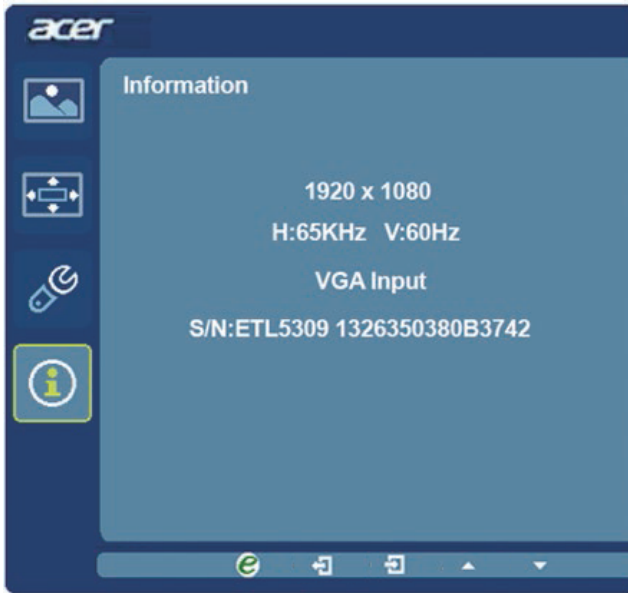 acer
Information
1920 x 1080
H:65KHz V:60Hz
VGA Input
S/N:ETL5309 1326350380B3742
e